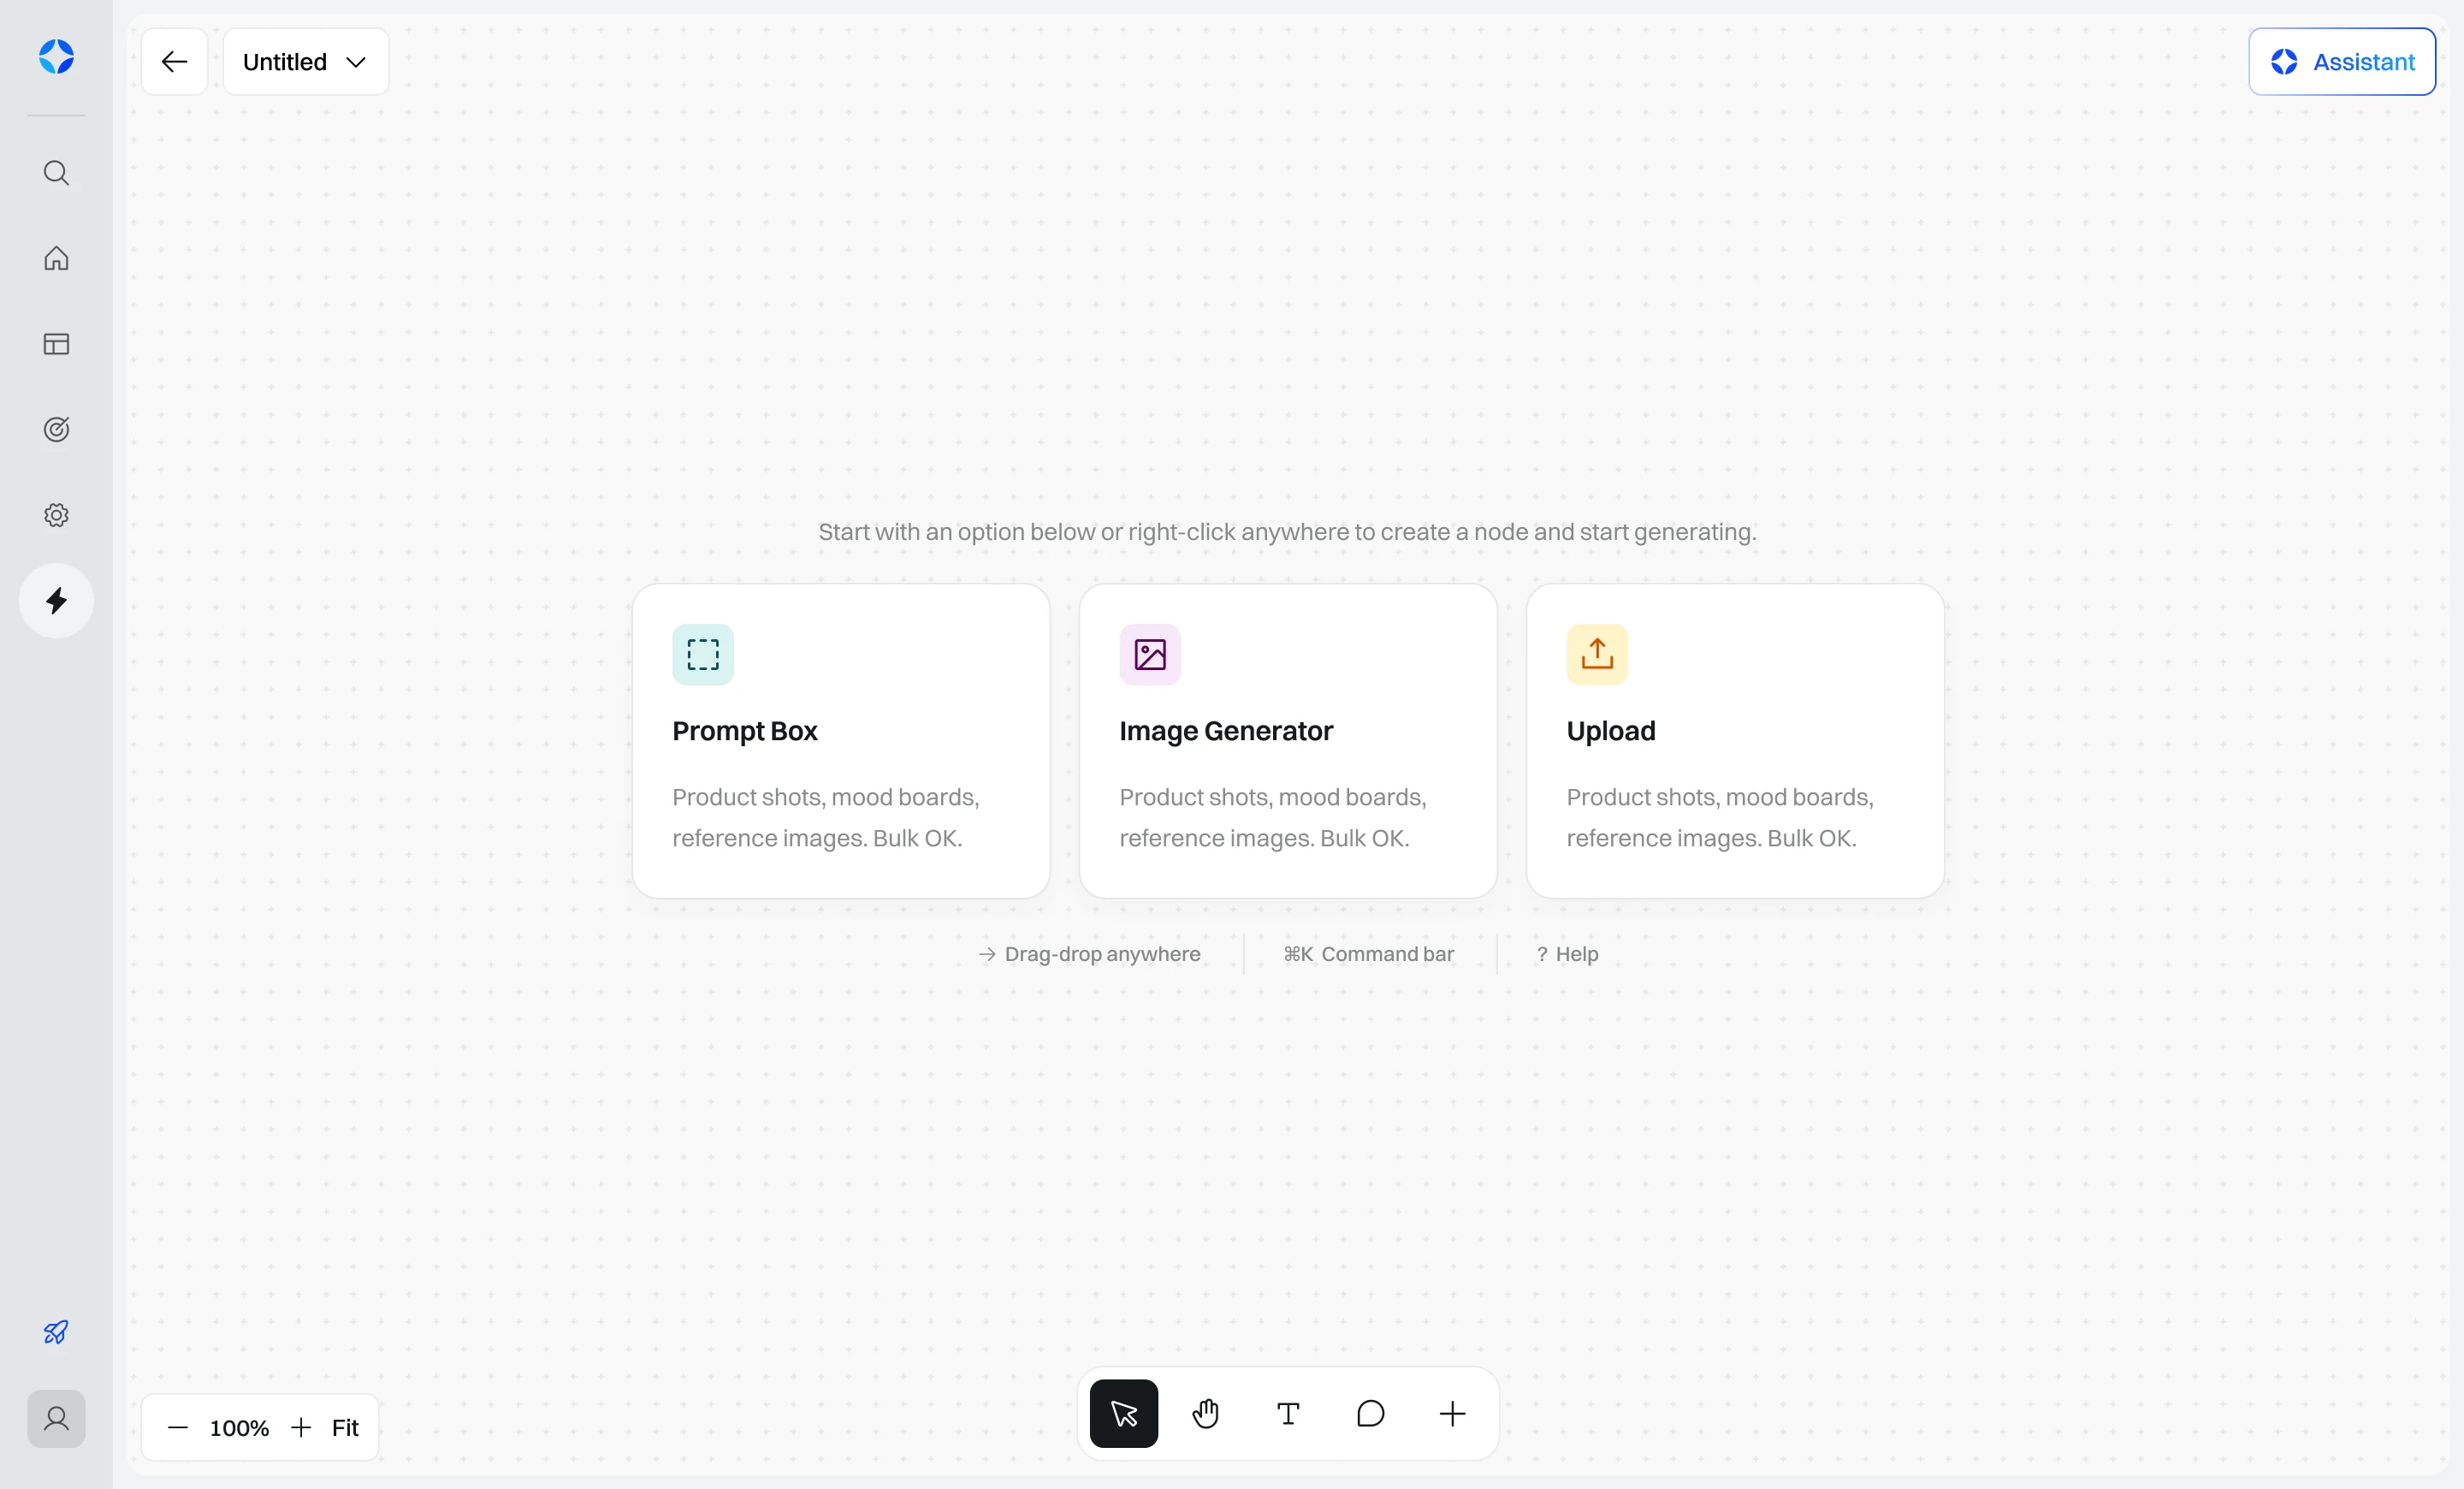 Untitled
Assistant
Start with an option below or right-click anywhere to create a node and start generating.
Prompt Box
Product shots, mood boards,
reference images. Bulk OK.
Image Generator
Product shots, mood boards,
reference images. Bulk OK.
Upload
Product shots, mood boards,
reference images. Bulk OK.
→ Drag-drop anywhere
⌘K Command bar
? Help
100%
Fit